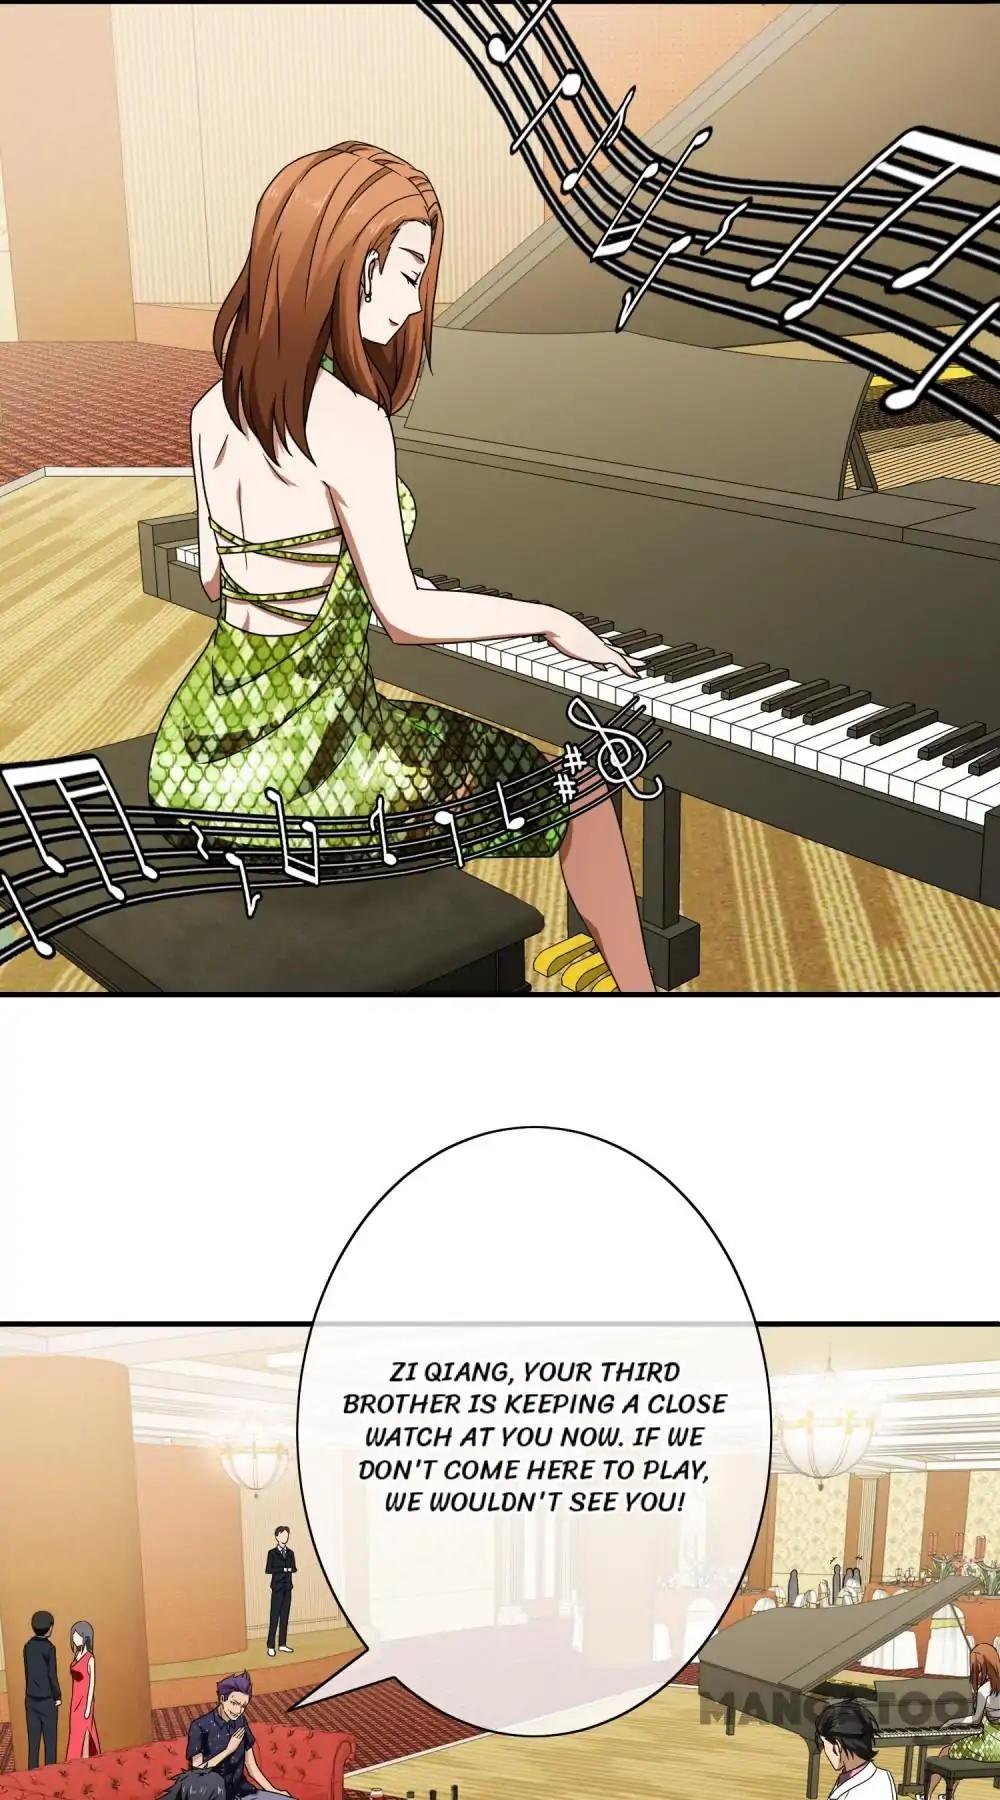 ZI QIANG, YOUR THIRD
BROTHER IS KEEPING A CLOSE
WATCH AT YOU NOW. IF WE
DON'T COME HERE TO PLAY,
WE WOULDN'T SEE YOU!
MANGATOON